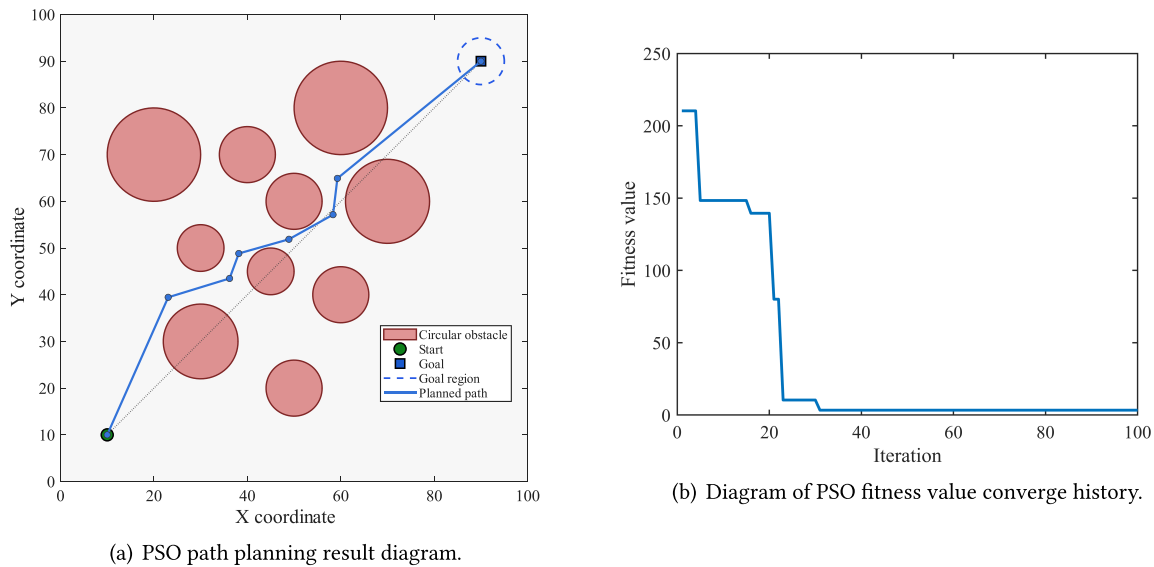 100
90
80
70
60
50
40
30
20
10
0
Y coordinate
0 20 40 60 80 100
X coordinate
Circular obstacle
Start
Goal
Goal region
Planned path
(a) PSO path planning result diagram.
250
200
150
100
50
0
Fitness value
0 20 40 60 80 100
Iteration
(b) Diagram of PSO fitness value converge history.